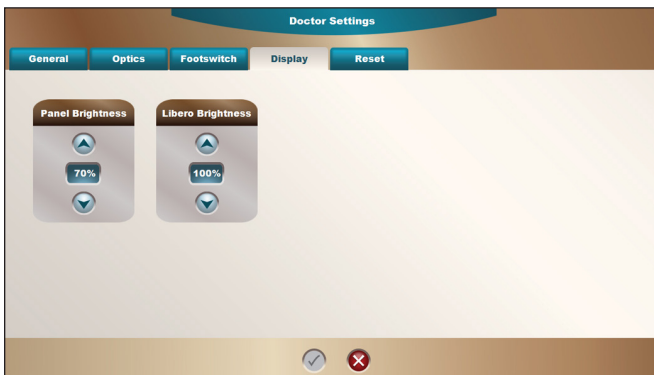 Doctor Settings
General Optics Footswitch Display Reset
Panel Brightness Libero Brightness
70% 100%